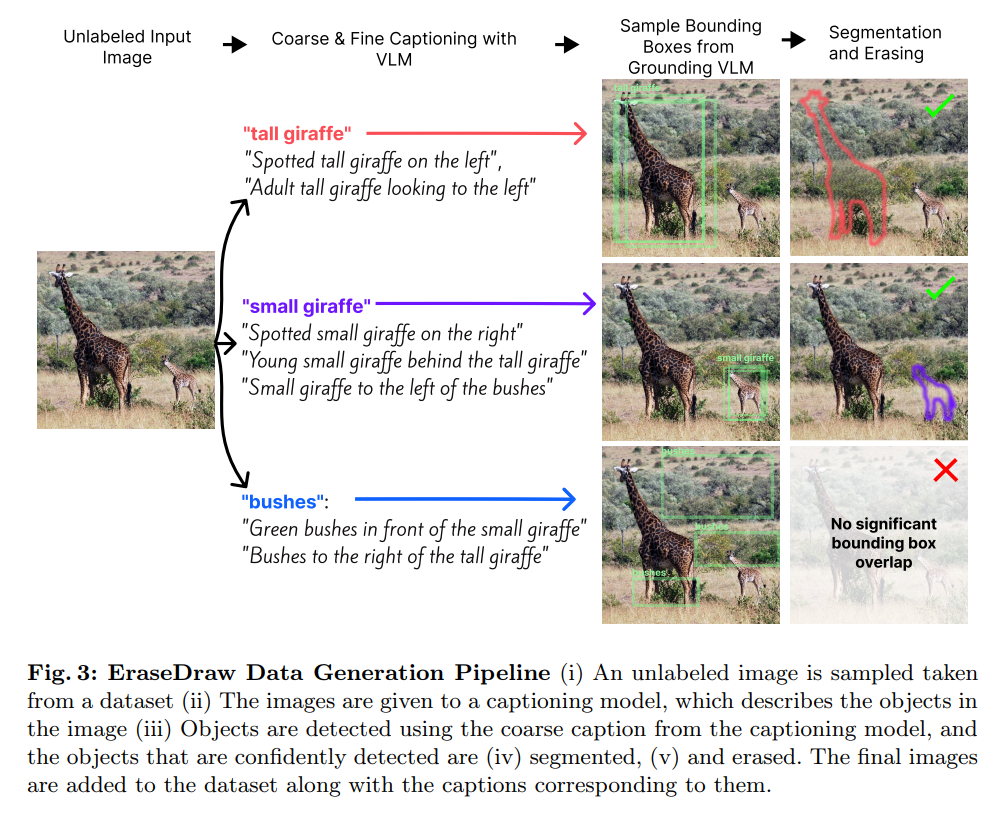 Unlabeled Input
Image
Coarse & Fine Captioning with
VLM
Sample Bounding
Boxes from
Grounding VLM
Segmentation
and Erasing
"tall giraffe"
"Spotted tall giraffe on the left",
"Adult tall giraffe looking to the left"
tall giraffe
"small giraffe"
"Spotted small giraffe on the right"
"Young small giraffe behind the tall giraffe"
"Small giraffe to the left of the bushes"
small giraffe
"bushes":
"Green bushes in front of the small giraffe"
"Bushes to the right of the tall giraffe"
bushes
bushes
bushes
No significant
bounding box
overlap
Fig. 3: EraseDraw Data Generation Pipeline (i) An unlabeled image is sampled taken
from a dataset (ii) The images are given to a captioning model, which describes the objects in
the image (iii) Objects are detected using the coarse caption from the captioning model, and
the objects that are confidently detected are (iv) segmented, (v) and erased. The final images
are added to the dataset along with the captions corresponding to them.